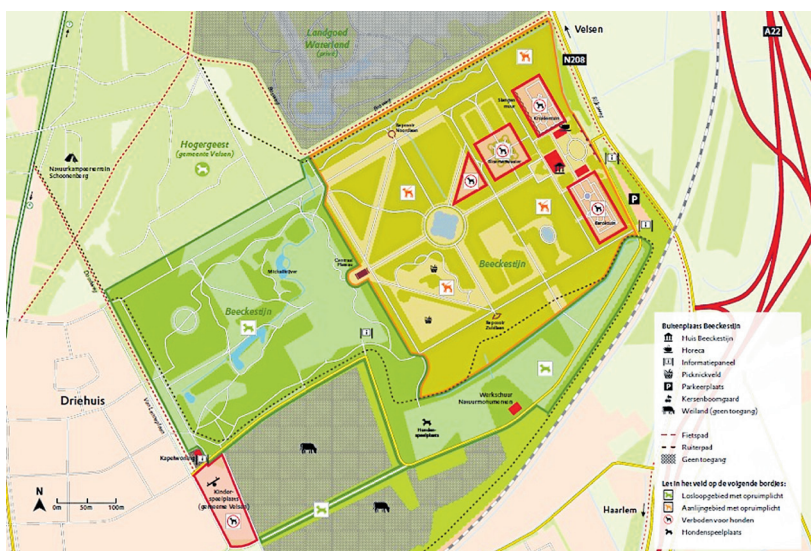 Landgoed
Waterland
(privé)
Velsen
N208
A22
Rijksweg
Hogergeest
(gemeente Velsen)
Natuurkampeerterrein
Schoonenberg
Slangen-
muur
Beeckestijn
Beeckestijn
P
Driehuis
Kinder-
speelplaats
(gemeente Velsen)
Honden-
speelplaats
Werkschuur
Natuurmonumenten
Haarlem
N
0m 50m 100m
Buitenplaats Beeckestijn
Huis Beeckestijn
Horeca
Informatiepaneel
Picknickveld
P Parkeerplaats
Kersenboomgaard
Weiland (geen toegang)
Fietspad
Ruiterpad
Geen toegang
Let in het veld op de volgende bordjes:
Losloopgebied met opruimplicht
Aanlijngebied met opruimplicht
Verboden voor honden
Hondenspeelplaats